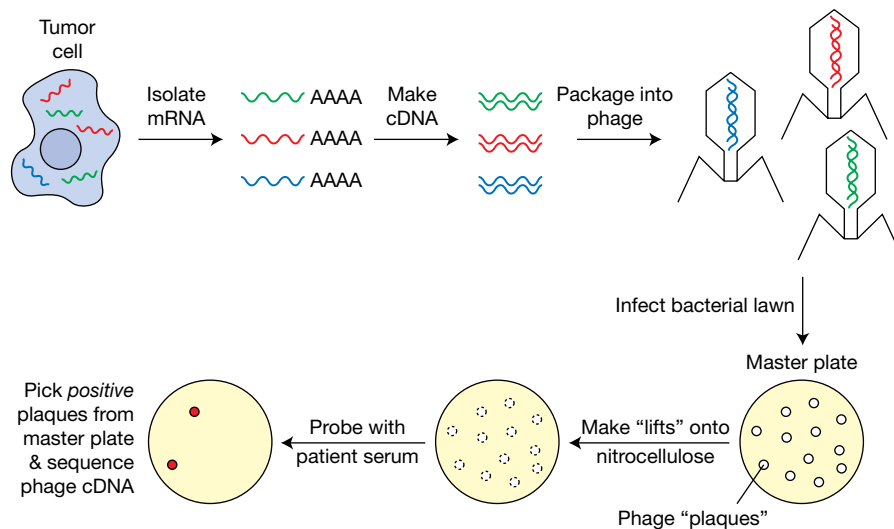 Tumor
cell
Isolate
mRNA
AAAA
AAAA
AAAA
Make
cDNA
Package into
phage
Infect bacterial lawn
Master plate
Pick positive
plaques from
master plate
& sequence
phage cDNA
Probe with
patient serum
Make “lifts” onto
nitrocellulose
Phage “plaques”